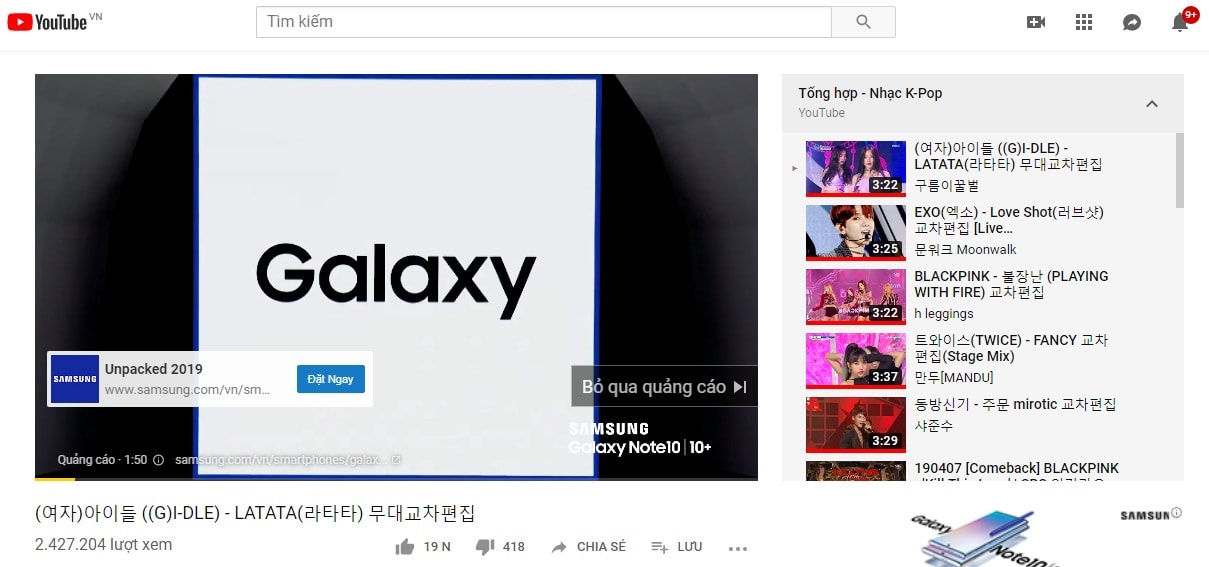 YouTube VN
Tìm kiếm
9+
Galaxy
SAMSUNG
Unpacked 2019
www.samsung.com/vn/sm...
Đặt Ngay
Bỏ qua quảng cáo
SAMSUNG
Galaxy Note10 | 10+
Quảng cáo · 1:50
samsung.com/vn/smartphones/galax...
(여자)아이들 ((G)I-DLE) - LATATA(라타타) 무대교차편집
2.427.204 lượt xem
19 N
418
CHIA SẺ
LƯU
Tổng hợp - Nhạc K-Pop
YouTube
(여자)아이들 ((G)I-DLE) -
LATATA(라타타) 무대교차편집
구름이꿀벌
3:22
EXO(엑소) - Love Shot(러브샷)
교차편집 [Live...
문워크 Moonwalk
3:25
BLACKPINK - 불장난 (PLAYING
WITH FIRE) 교차편집
h leggings
3:22
트와이스(TWICE) - FANCY 교차
편집(Stage Mix)
만두[MANDU]
3:37
동방신기 - 주문 mirotic 교차편집
샤준수
3:29
190407 [Comeback] BLACKPINK
Galaxy
Note10
SAMSUN